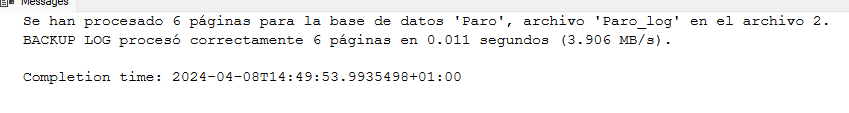 Messages
Se han procesado 6 páginas para la base de datos 'Paro', archivo 'Paro_log' en el archivo 2.
BACKUP LOG procesó correctamente 6 páginas en 0.011 segundos (3.906 MB/s).
Completion time: 2024-04-08T14:49:53.9935498+01:00